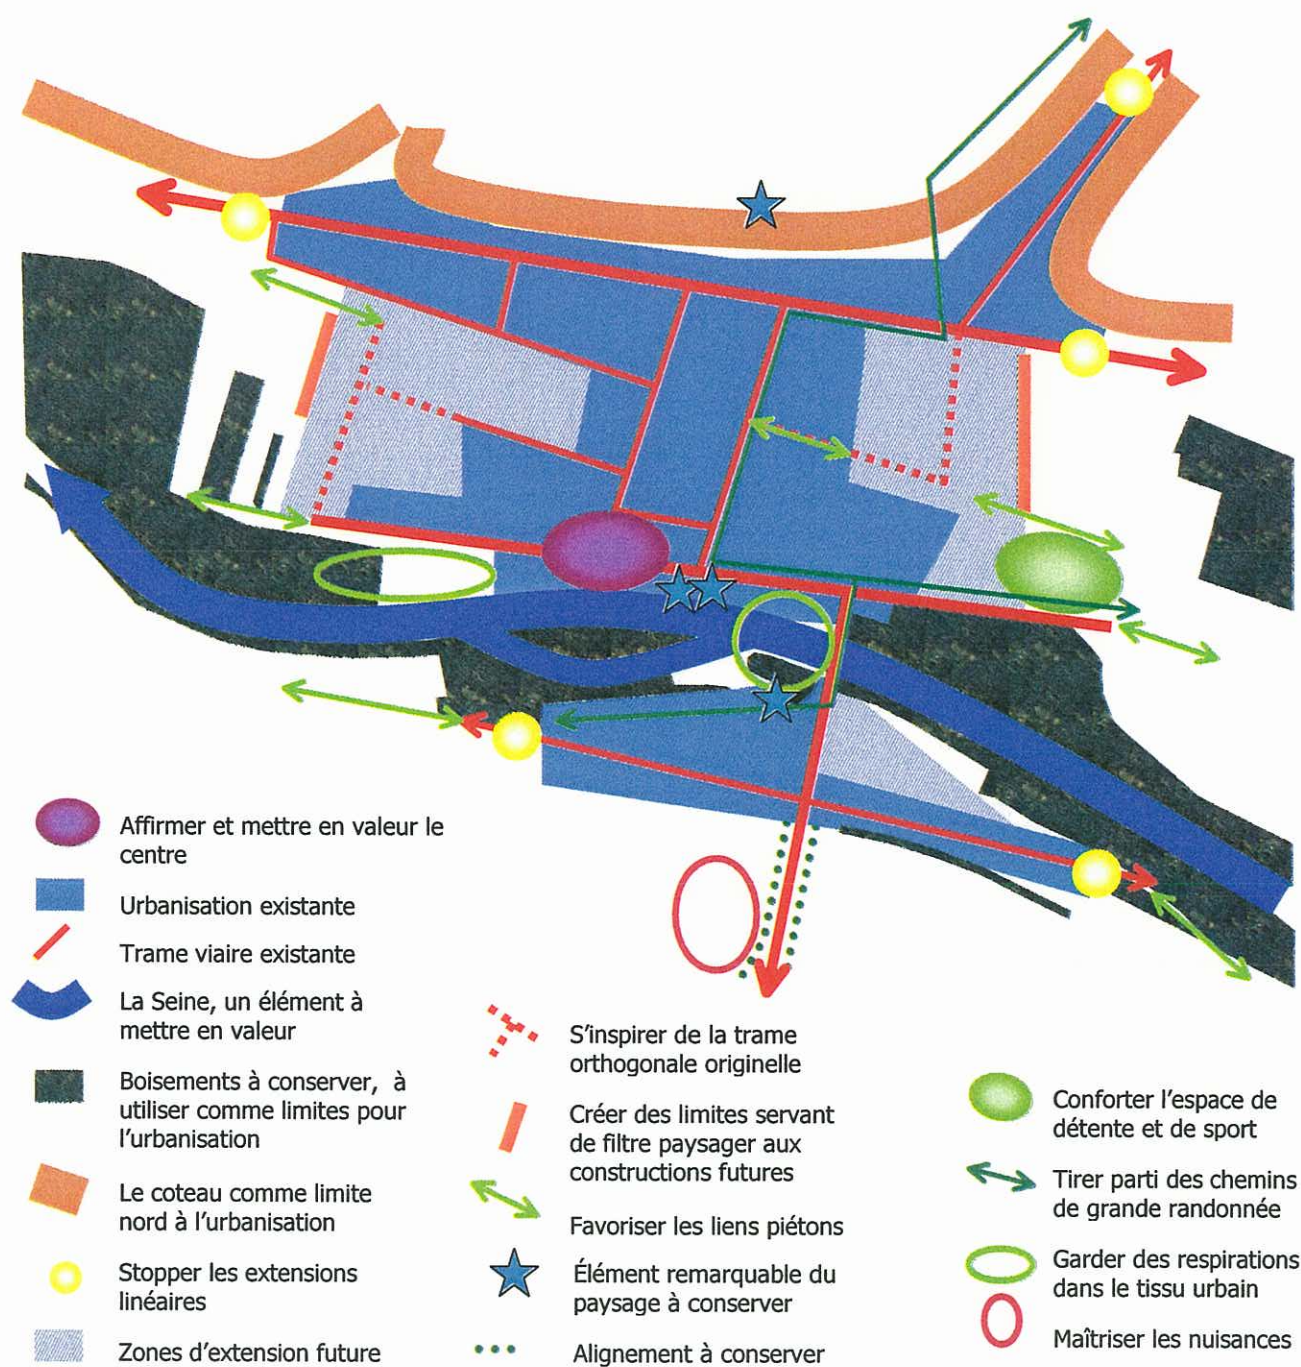 Affirmer et mettre en valeur le
centre
Urbanisation existante
Trame viaire existante
La Seine, un élément à
mettre en valeur
Boisements à conserver, à
utiliser comme limites pour
l'urbanisation
Le coteau comme limite
nord à l'urbanisation
Stopper les extensions
linéaires
Zones d'extension future
S'inspirer de la trame
orthogonale originelle
Créer des limites servant
de filtre paysager aux
constructions futures
Favoriser les liens piétons
Élément remarquable du
paysage à conserver
Alignement à conserver
Conforter l'espace de
détente et de sport
Tirer parti des chemins
de grande randonnée
Garder des respirations
dans le tissu urbain
Maîtriser les nuisances